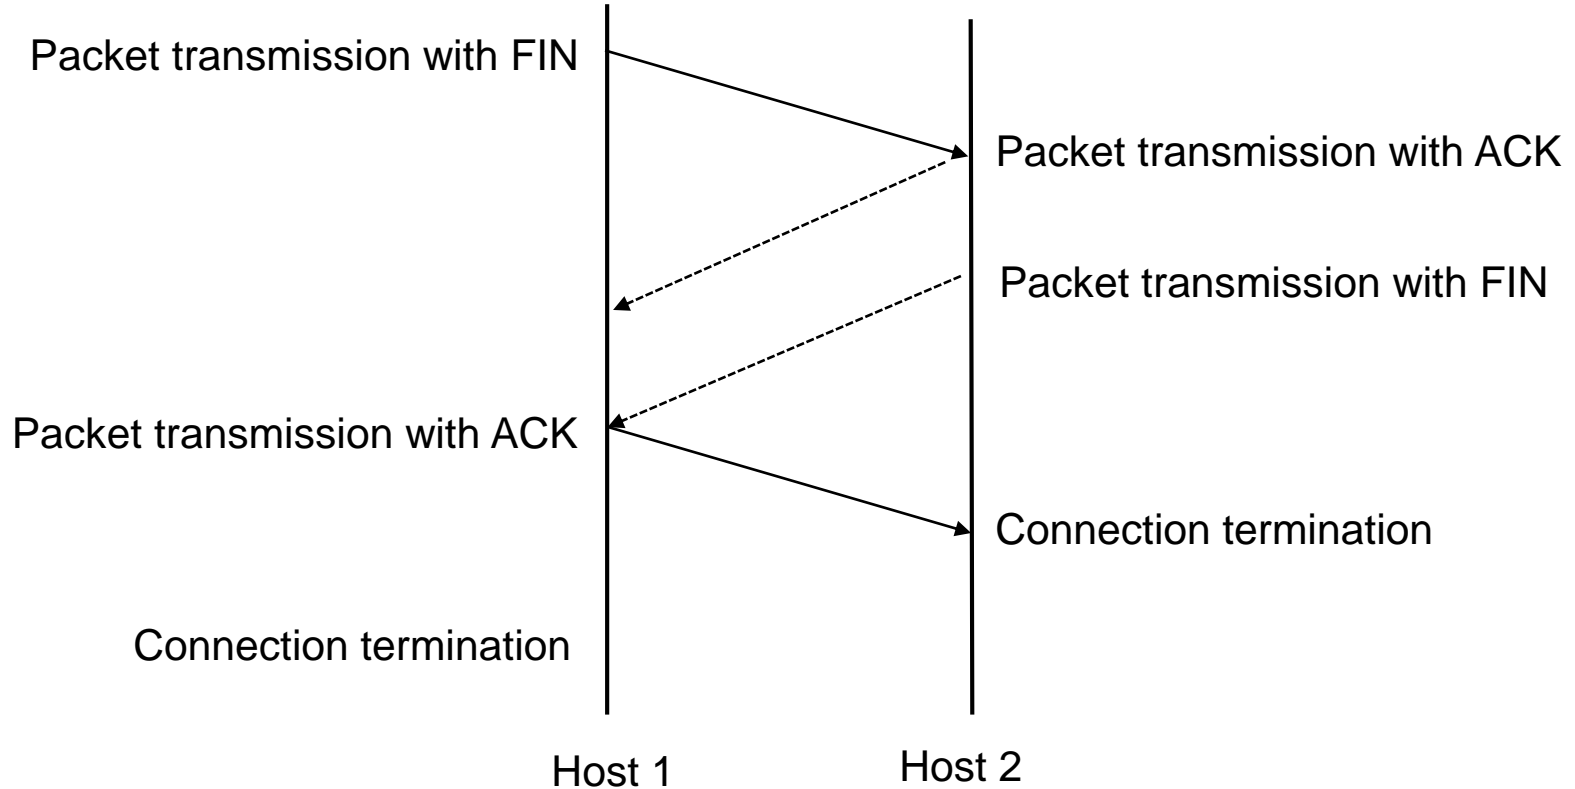 Packet transmission with FIN
Packet transmission with ACK
Packet transmission with FIN
Packet transmission with ACK
Connection termination
Connection termination
Host 1
Host 2